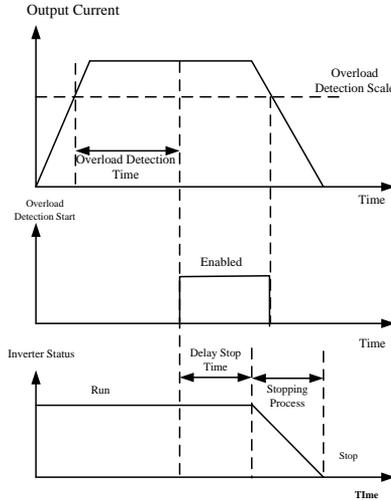 Output Current
Overload
Detection Scale
Overload Detection
Time
Time
Overload
Detection Start
Enabled
Time
Inverter Status
Delay Stop
Time
Run
Stopping
Process
Stop
TIme